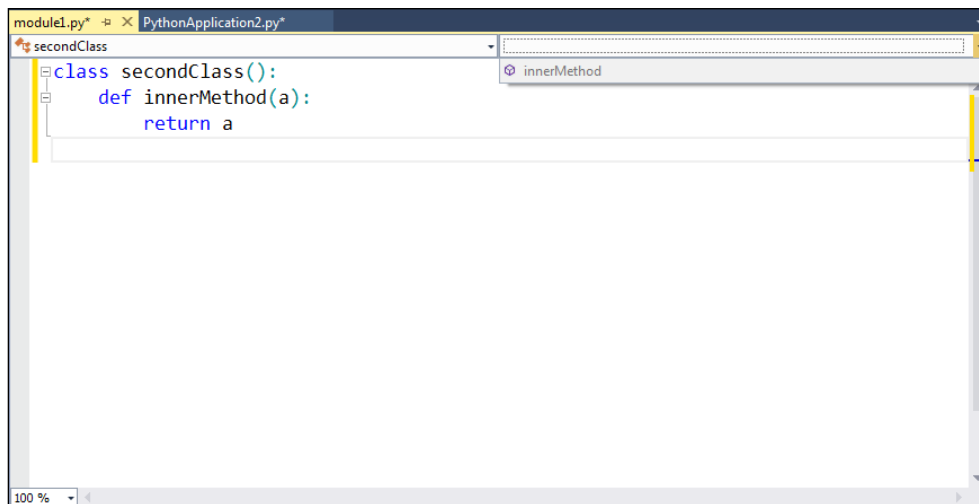 module1.py* PythonApplication2.py*
secondClass
innerMethod
class secondClass():
    def innerMethod(a):
        return a
100 %